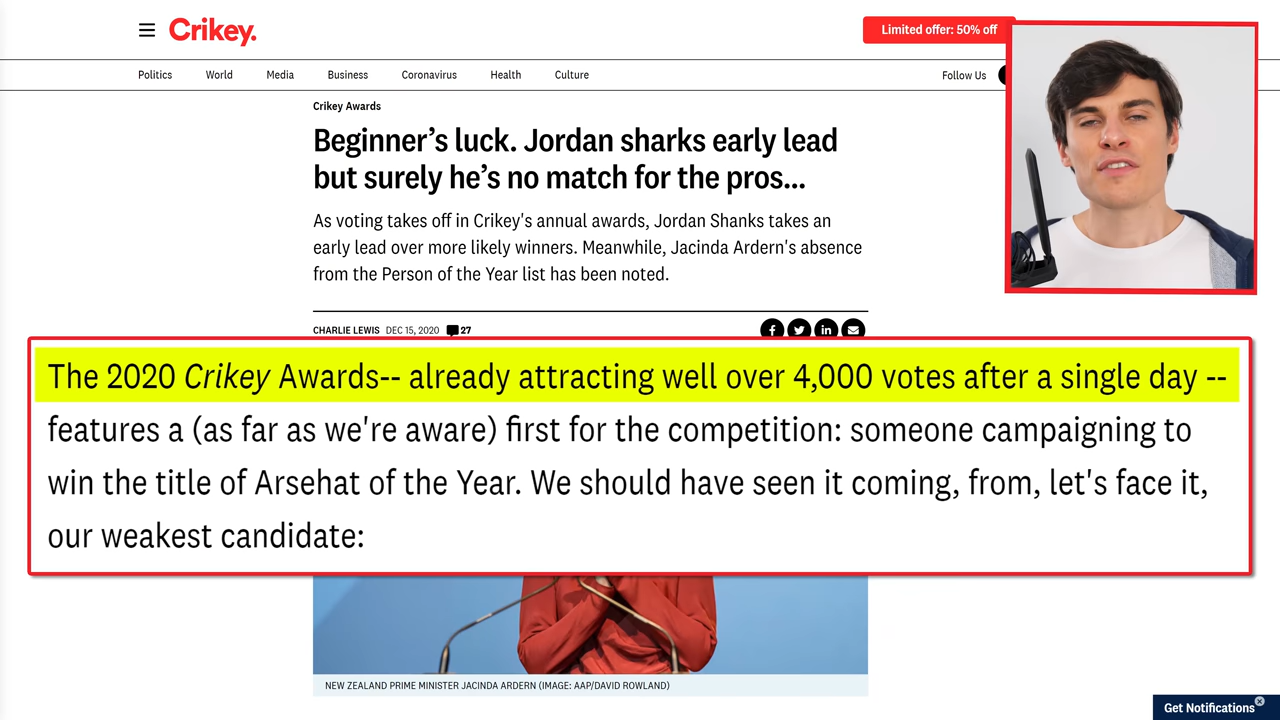 Crikey.
Limited offer: 50% off
Politics World Media Business Coronavirus Health Culture Follow Us
Crikey Awards
Beginner’s luck. Jordan sharks early lead
but surely he’s no match for the pros...
As voting takes off in Crikey's annual awards, Jordan Shanks takes an
early lead over more likely winners. Meanwhile, Jacinda Ardern's absence
from the Person of the Year list has been noted.
CHARLIE LEWIS DEC 15, 2020 27
The 2020 Crikey Awards-- already attracting well over 4,000 votes after a single day --
features a (as far as we're aware) first for the competition: someone campaigning to
win the title of Arsehat of the Year. We should have seen it coming, from, let's face it,
our weakest candidate:
NEW ZEALAND PRIME MINISTER JACINDA ARDERN (IMAGE: AAP/DAVID ROWLAND)
Get Notifications